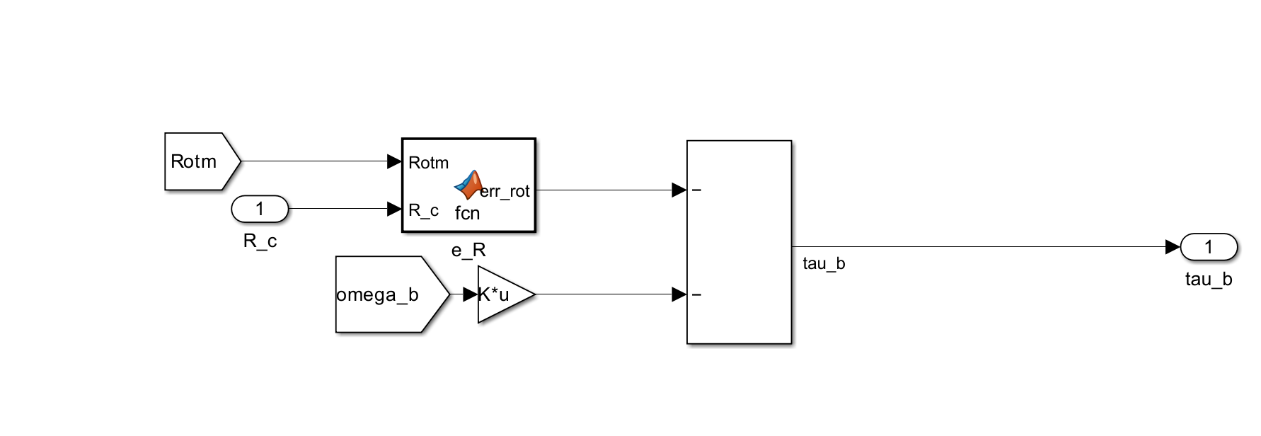 Rotm
Rotm
err_rot
1
R_c
fcn
R_c
e_R
omega_b
K*u
−
−
tau_b
1
tau_b